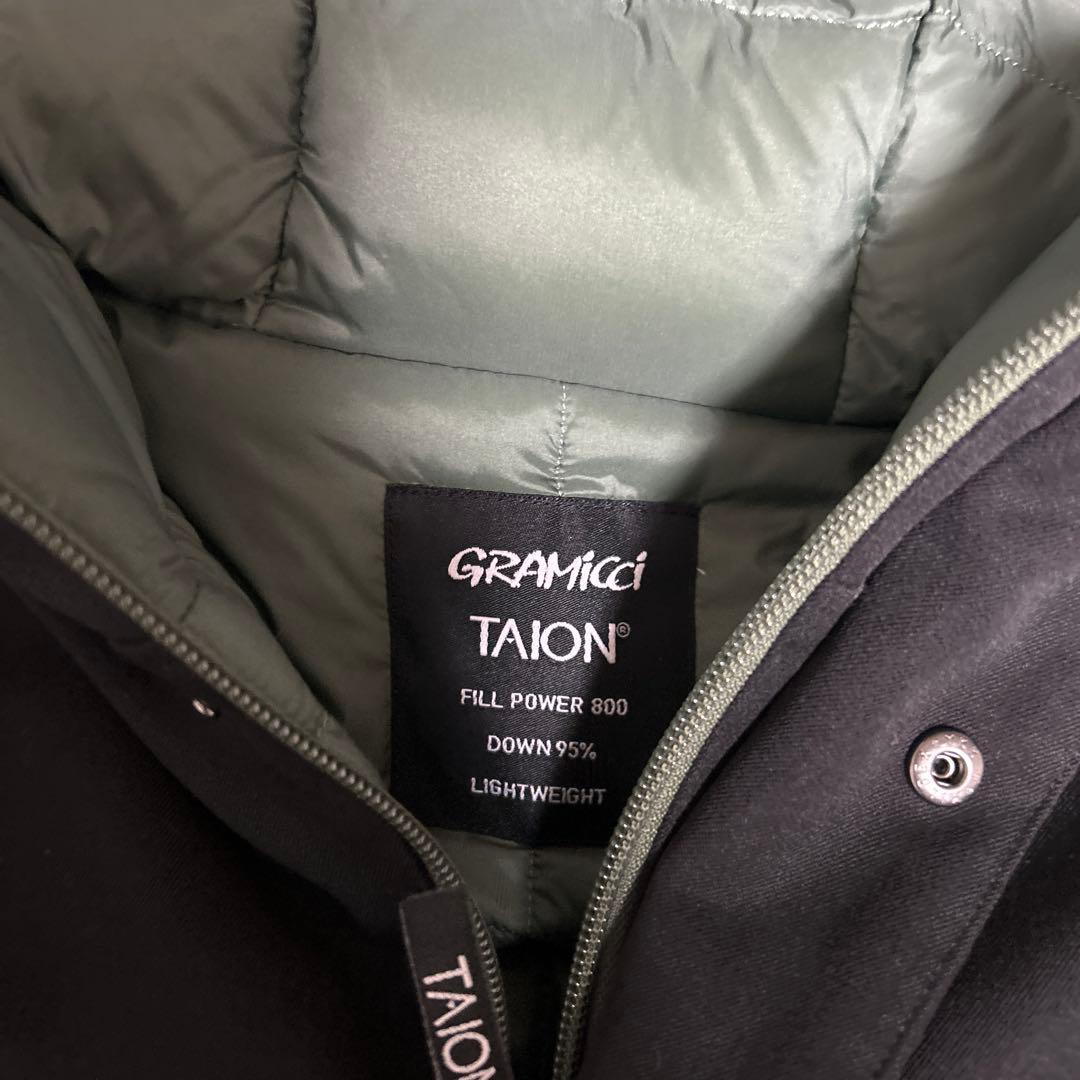 GRAMiCCi
TAION®
FILL POWER 800
DOWN 95%
LIGHTWEIGHT
TAION